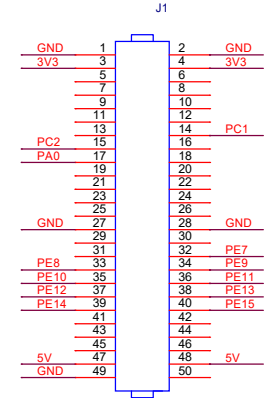 J1
GND 1 2 GND
3V3 3 4 3V3
5 6
7 8
9 10
11 12
13 14 PC1
PC2 15 16
PA0 17 18
19 20
21 22
23 24
25 26
GND 27 28 GND
29 30
31 32 PE7
PE8 33 34 PE9
PE10 35 36 PE11
PE12 37 38 PE13
PE14 39 40 PE15
41 42
43 44
45 46
5V 47 48 5V
GND 49 50